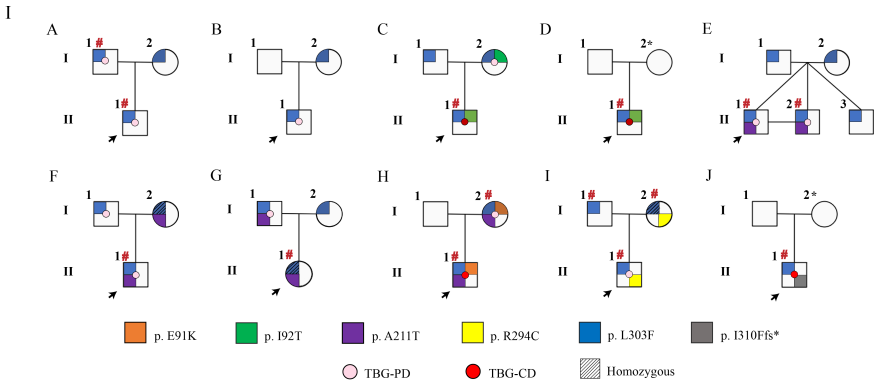 I
A B C D E
1 # 2 1 2 1 2 1 2* 1 2
I I I I I
1 # 1 1 # 1 # 1 # 2 # 3
II II II II II
F G H I J
1 2 1 2 1 2 # 1 # 2 # 1 2*
I I I I I
1 # 1 # 1 # 1 # 1 #
II II II II II
p. E91K p. I92T p. A211T p. R294C p. L303F p. I310Ffs*
TBG-PD TBG-CD Homozygous